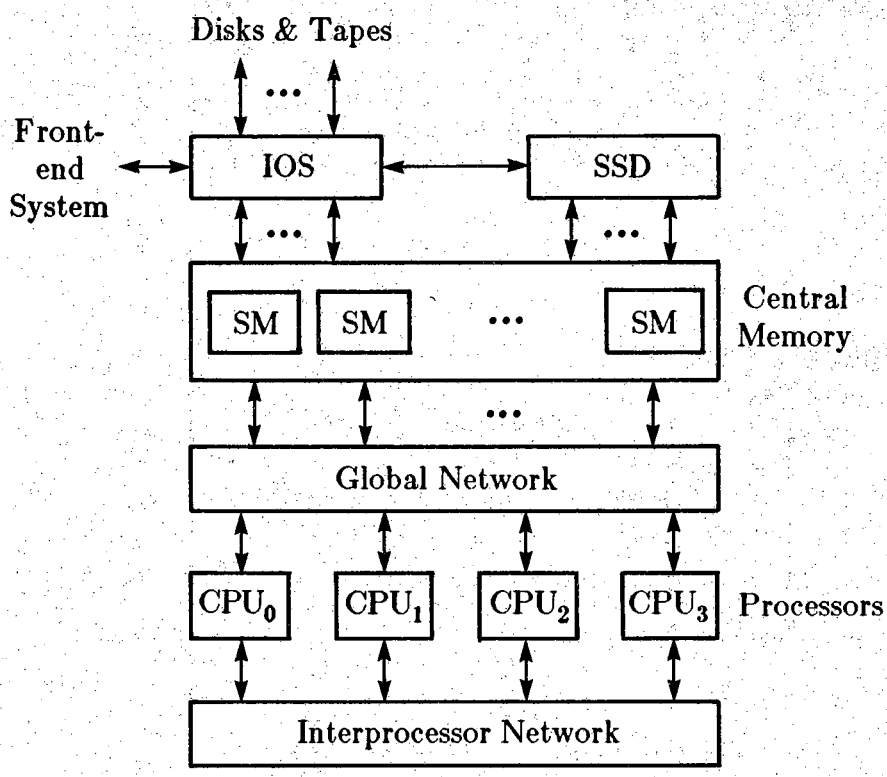 Disks & Tapes
Front-
end
System
IOS
SSD
SM
SM
SM
Central
Memory
Global Network
CPU₀
CPU₁
CPU₂
CPU₃
Processors
Interprocessor Network